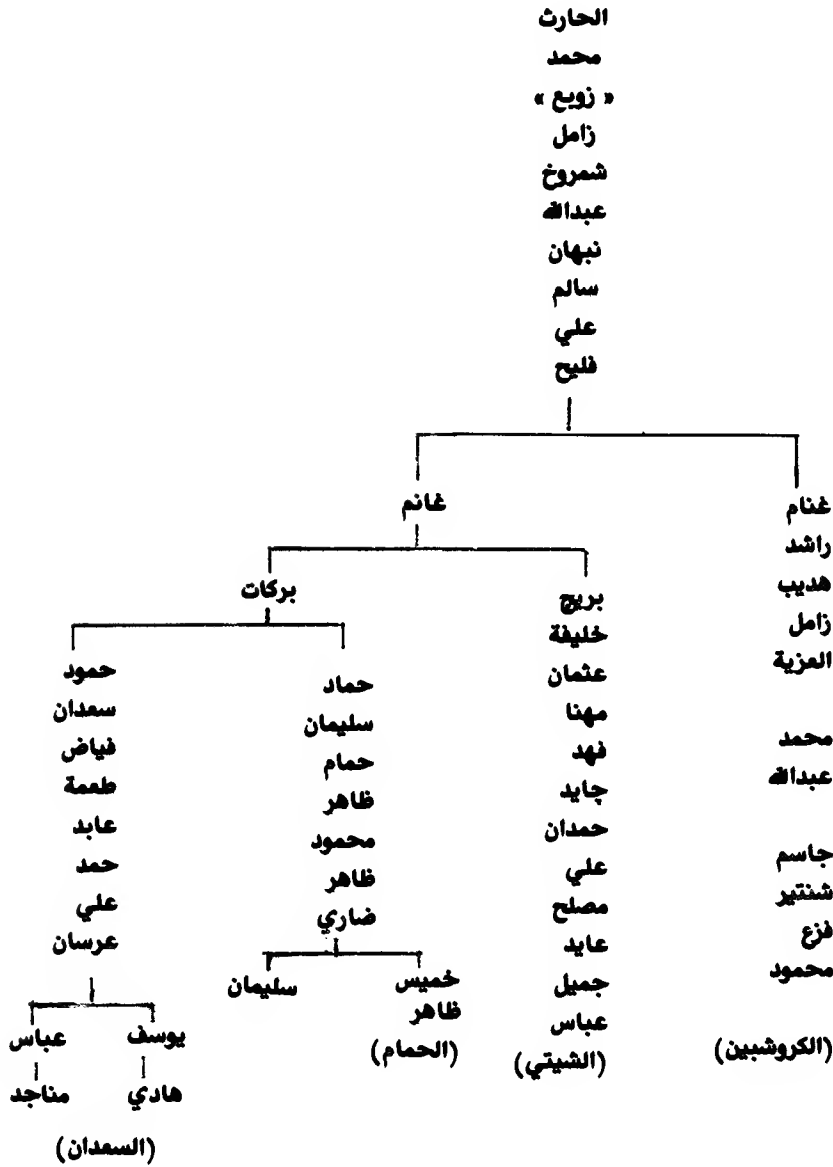 الحارث
محمد
« زوبع »
زامل
شمروخ
عبدالله
نبهان
سالم
علي
فليح
غنام
راشد
هديب
زامل
العزية
محمد
عبدالله
جاسم
شنتير
فزع
محمود
(الكروشبين)
غانم
بريج
خليفة
عثمان
مهنا
فهد
چايد
حمدان
علي
مصلح
عايد
جميل
عباس
(الشيتي)
بركات
حماد
سليمان
حمام
ظاهر
محمود
ظاهر
ضاري
خميس
ظاهر
سليمان
(الحمام)
حمود
سعدان
فياض
طعمة
عابد
حمد
علي
عرسان
يوسف
هادي
عباس
مناجد
(السعدان)